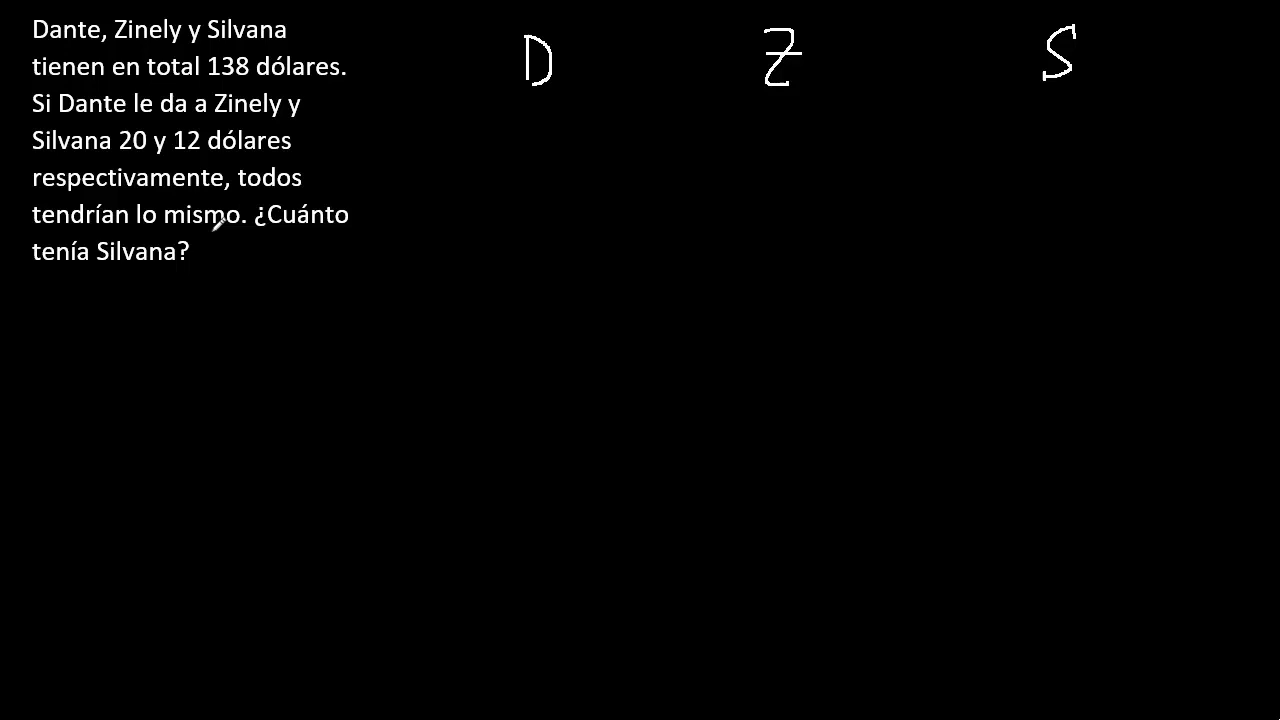 Dante, Zinely y Silvana
tienen en total 138 dólares.
Si Dante le da a Zinely y
Silvana 20 y 12 dólares
respectivamente, todos
tendrían lo mismo. ¿Cuánto
tenía Silvana?
D Z S